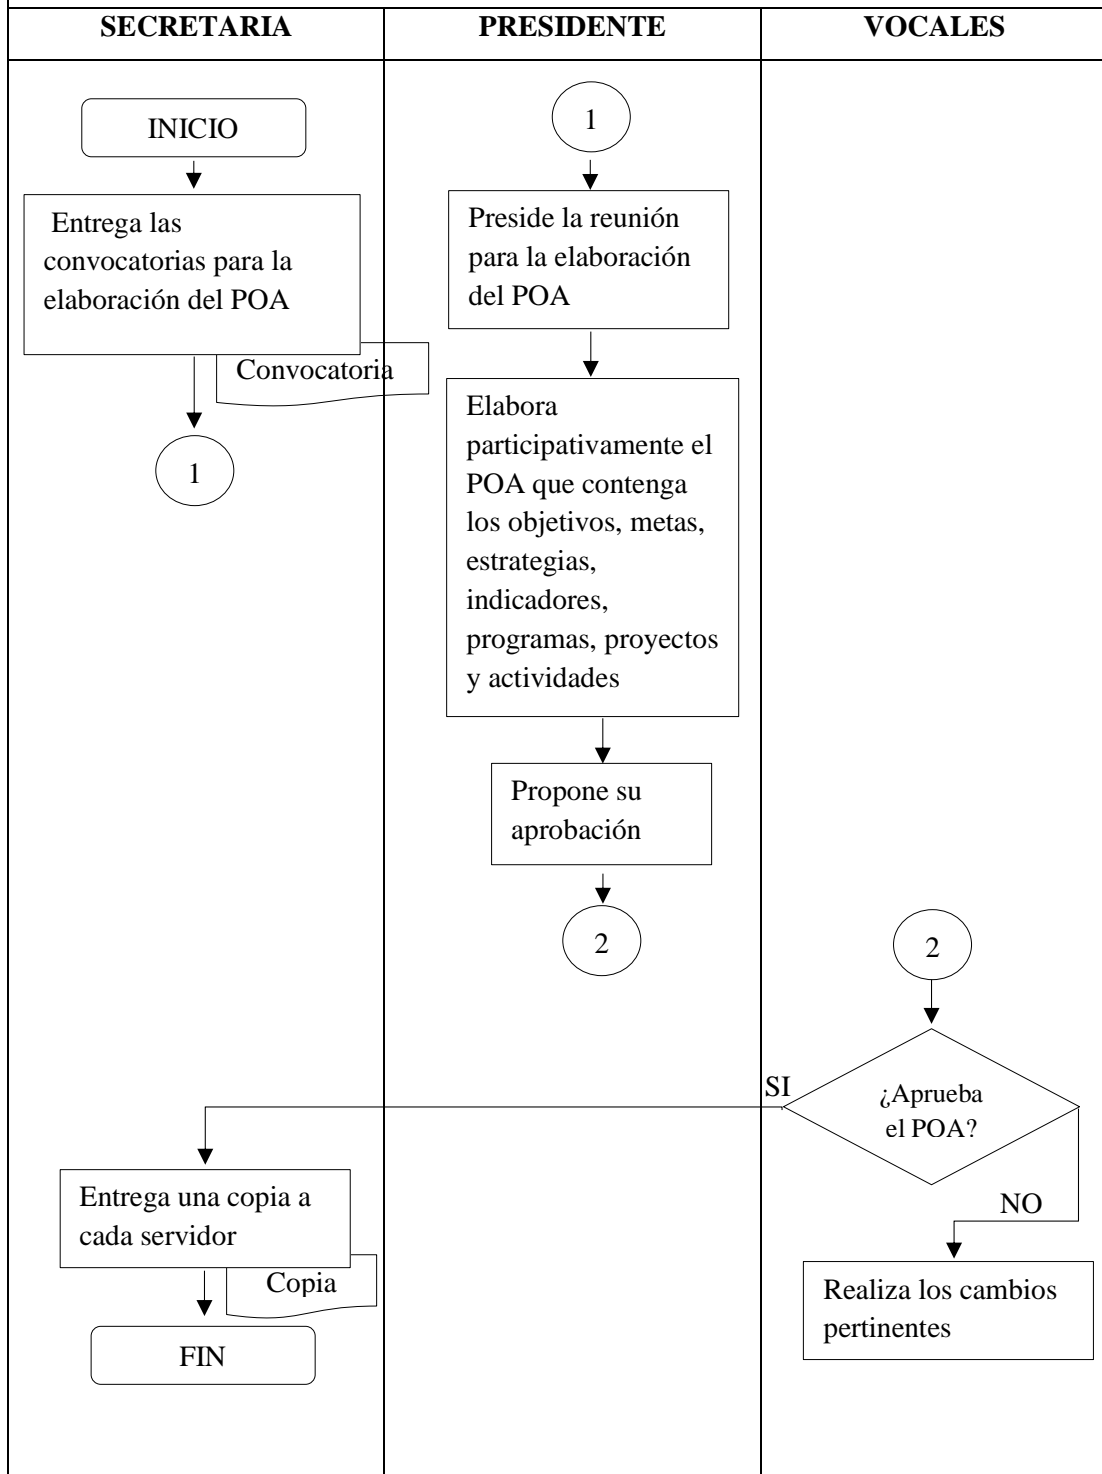 SECRETARIA
PRESIDENTE
VOCALES
INICIO
Entrega las
convocatorias para la
elaboración del POA
Convocatoria
1
1
Preside la reunión
para la elaboración
del POA
Elabora
participativamente el
POA que contenga
los objetivos, metas,
estrategias,
indicadores,
programas, proyectos
y actividades
Propone su
aprobación
2
2
¿Aprueba
el POA?
SI
NO
Realiza los cambios
pertinentes
Entrega una copia a
cada servidor
Copia
FIN